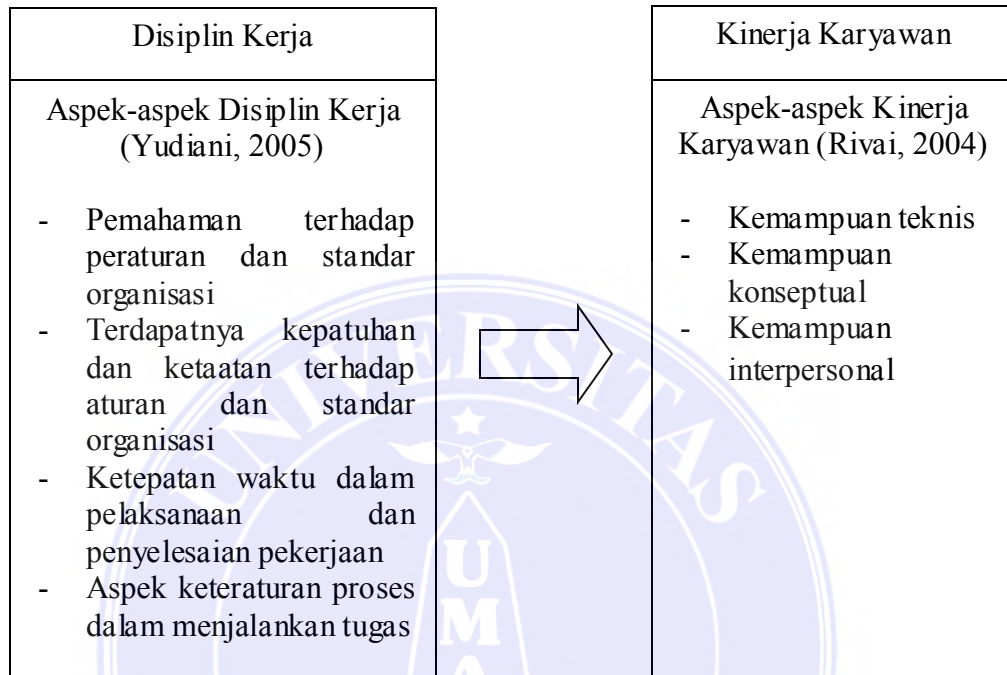 Disiplin Kerja
Aspek-aspek Disiplin Kerja
(Yudiani, 2005)
- Pemahaman terhadap
peraturan dan standar
organisasi
- Terdapatnya kepatuhan
dan ketaatan terhadap
aturan dan standar
organisasi
- Ketepatan waktu dalam
pelaksanaan dan
penyelesaian pekerjaan
- Aspek keteraturan proses
dalam menjalankan tugas
Kinerja Karyawan
Aspek-aspek Kinerja
Karyawan (Rivai, 2004)
- Kemampuan teknis
- Kemampuan
konseptual
- Kemampuan
interpersonal
UNIVERSITAS
U
M
A